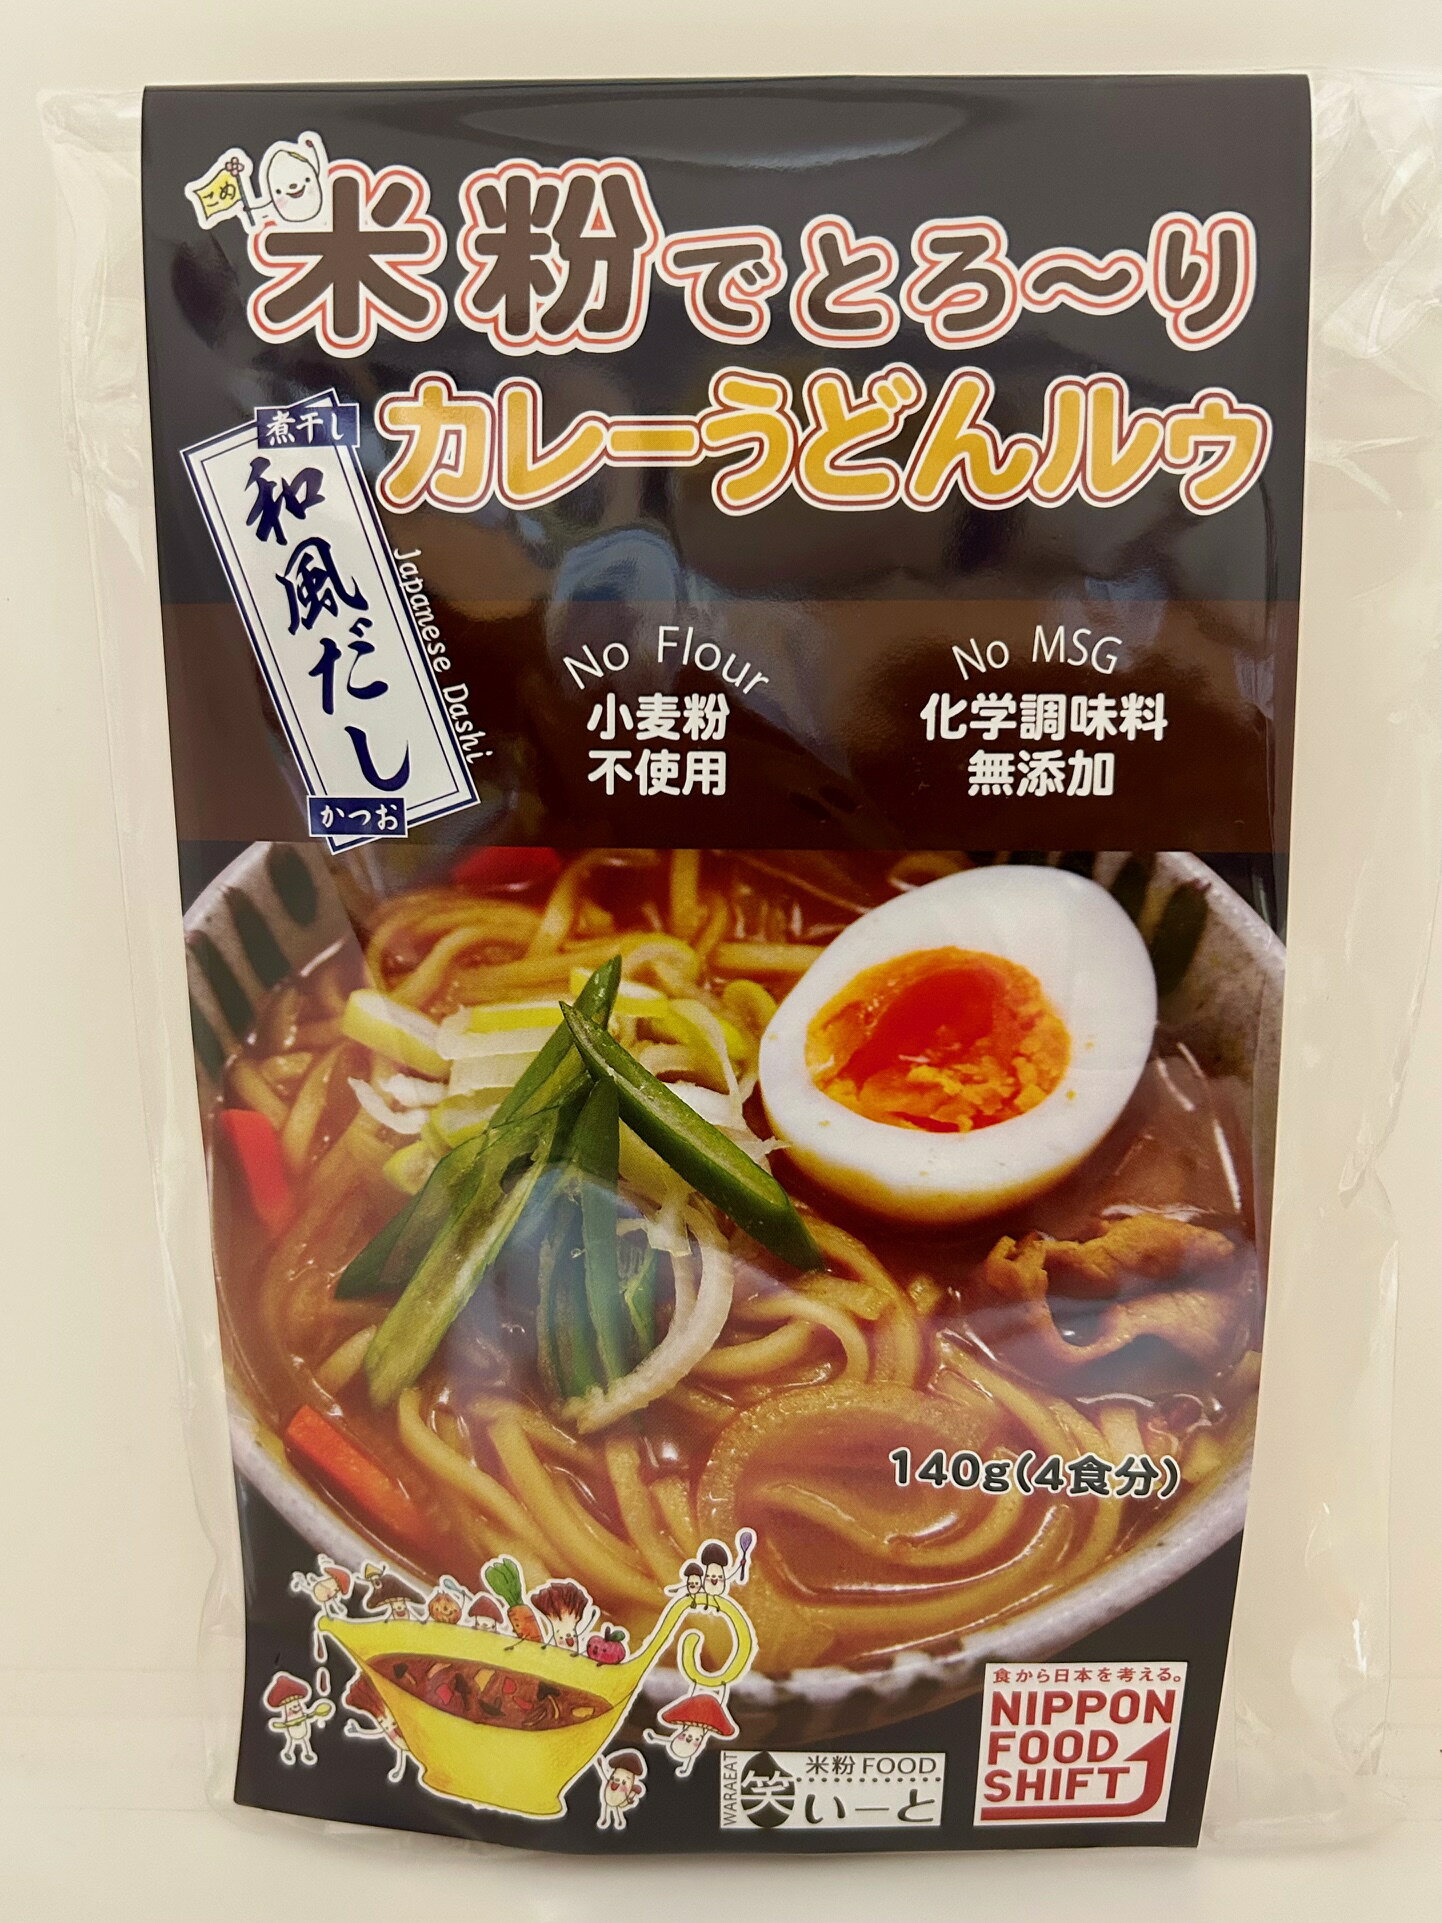 こめ
米粉でとろ～り
カレーうどんルゥ
煮干し
和風だし
かつお
Japanese Dashi
No Flour
小麦粉
不使用
No MSG
化学調味料
無添加
140g(4食分)
WARAEAT
米粉FOOD
笑いーと
食から日本を考える。
NIPPON
FOOD
SHIFT